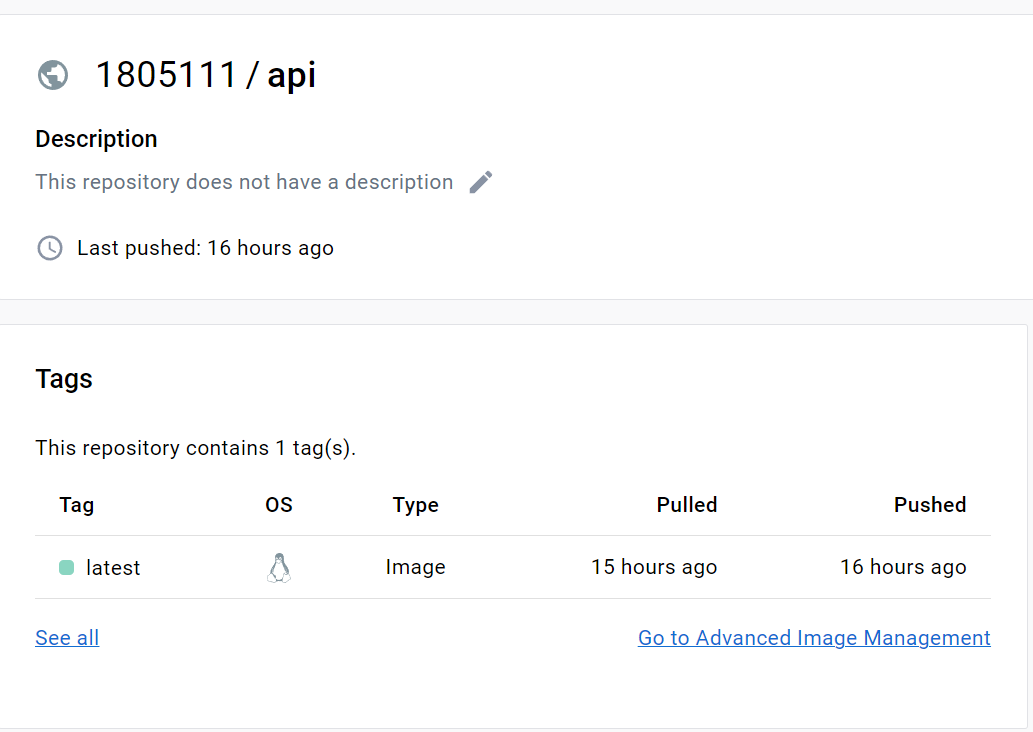 1805111 / api
Description
This repository does not have a description
Last pushed: 16 hours ago
Tags
This repository contains 1 tag(s).
Tag OS Type Pulled Pushed
latest Image 15 hours ago 16 hours ago
See all Go to Advanced Image Management